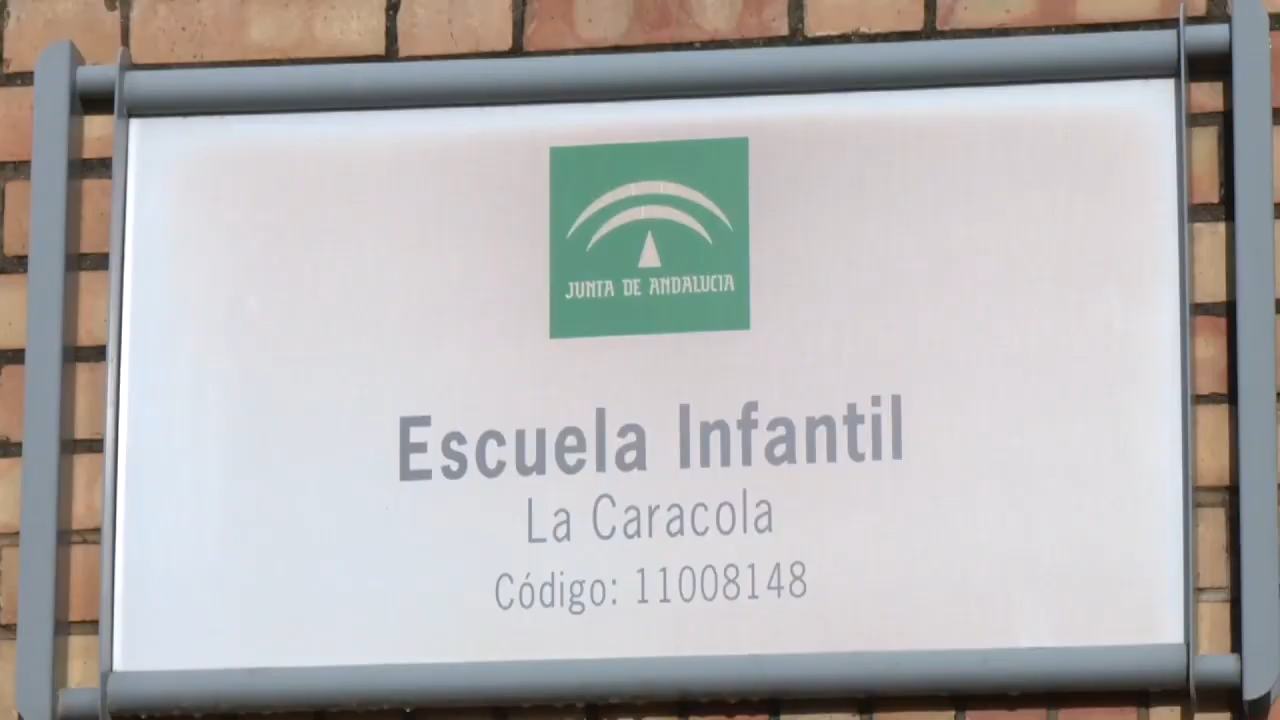 JUNTA DE ANDALUCIA
Escuela Infantil
La Caracola
Código: 11008148